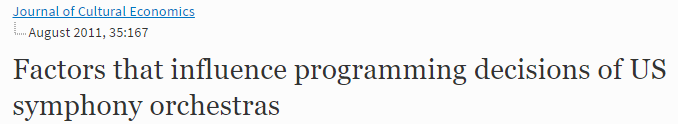 Journal of Cultural Economics
August 2011, 35:167
Factors that influence programming decisions of US
symphony orchestras